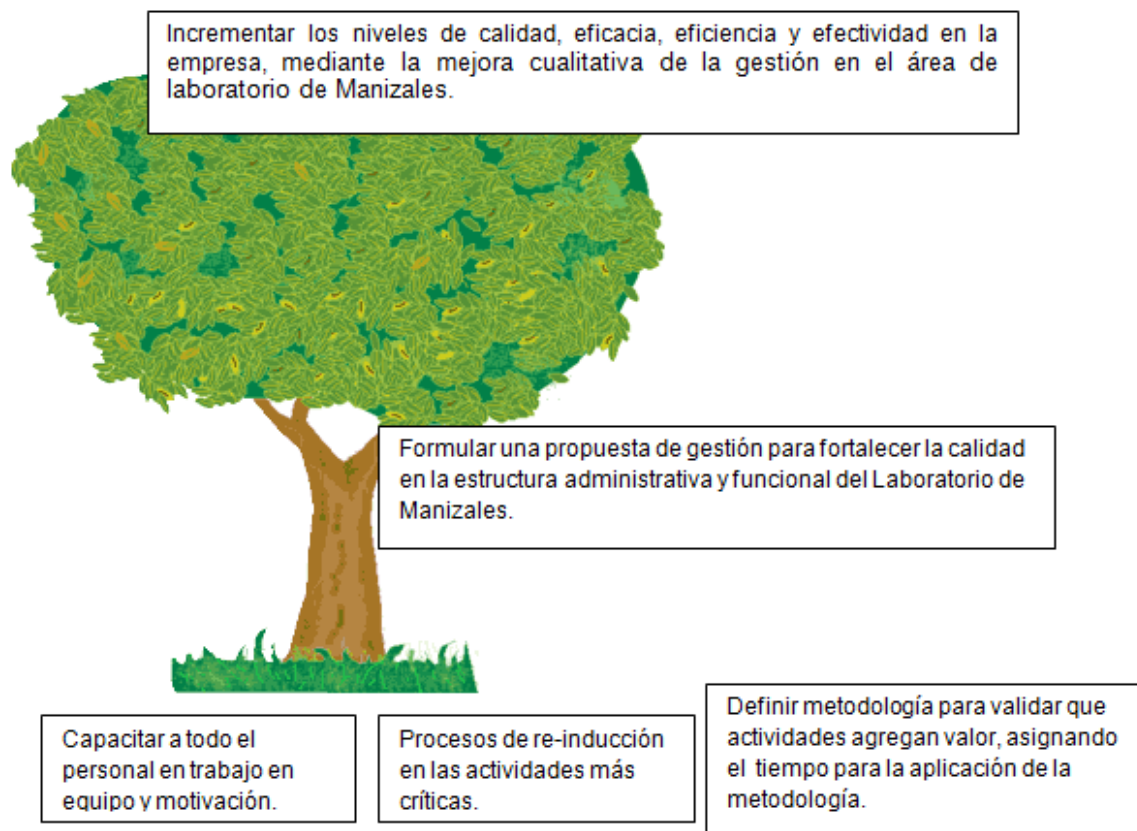 Incrementar los niveles de calidad, eficacia, eficiencia y efectividad en la
empresa, mediante la mejora cualitativa de la gestión en el área de
laboratorio de Manizales.
Formular una propuesta de gestión para fortalecer la calidad
en la estructura administrativa y funcional del Laboratorio de
Manizales.
Capacitar a todo el
personal en trabajo en
equipo y motivación.
Procesos de re-inducción
en las actividades más
críticas.
Definir metodología para validar que
actividades agregan valor, asignando
el tiempo para la aplicación de la
metodología.